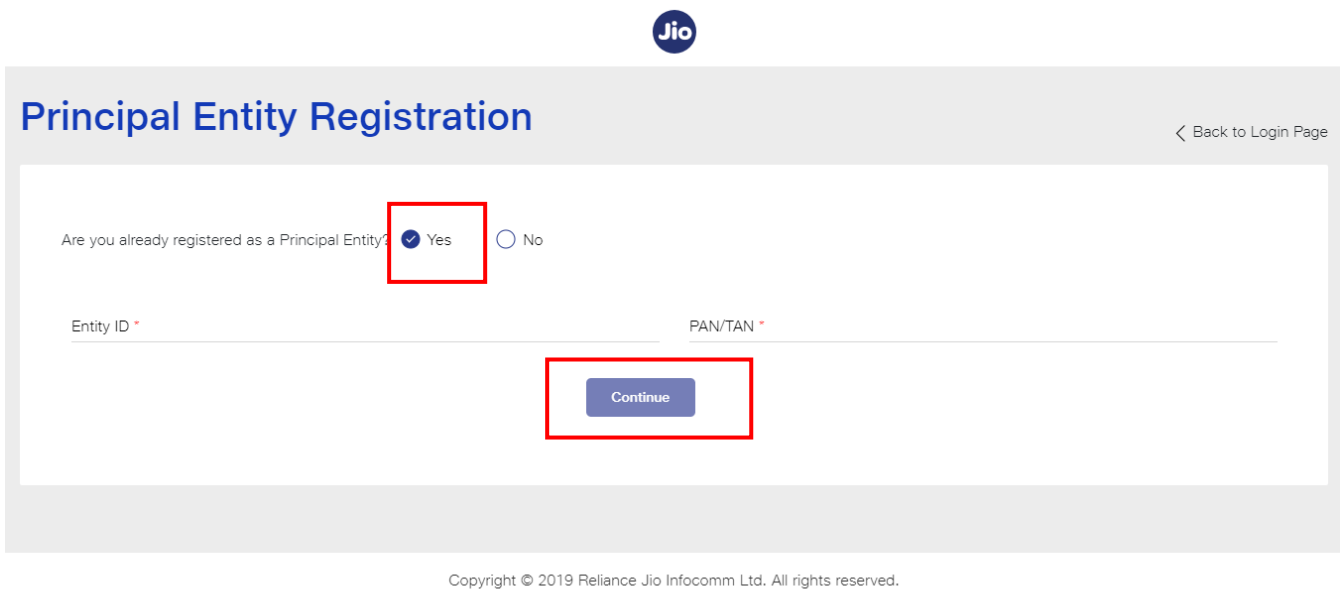 Jio
Principal Entity Registration
Back to Login Page
Are you already registered as a Principal Entity? Yes No
Entity ID * PAN/TAN *
Continue
Copyright © 2019 Reliance Jio Infocomm Ltd. All rights reserved.